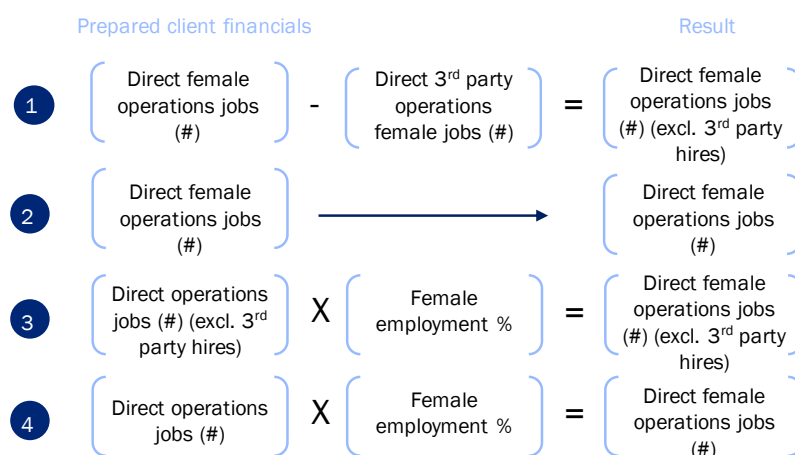 Prepared client financials Result
1
Direct female
operations jobs
(#)
-
Direct 3rd party
operations
female jobs (#)
=
Direct female
operations jobs
(#) (excl. 3rd party
hires)
2
Direct female
operations jobs
(#)
Direct female
operations jobs
(#)
3
Direct operations
jobs (#) (excl. 3rd
party hires)
X
Female
employment %
=
Direct female
operations jobs
(#) (excl. 3rd party
hires)
4
Direct operations
jobs (#)
X
Female
employment %
=
Direct female
operations jobs
(#)